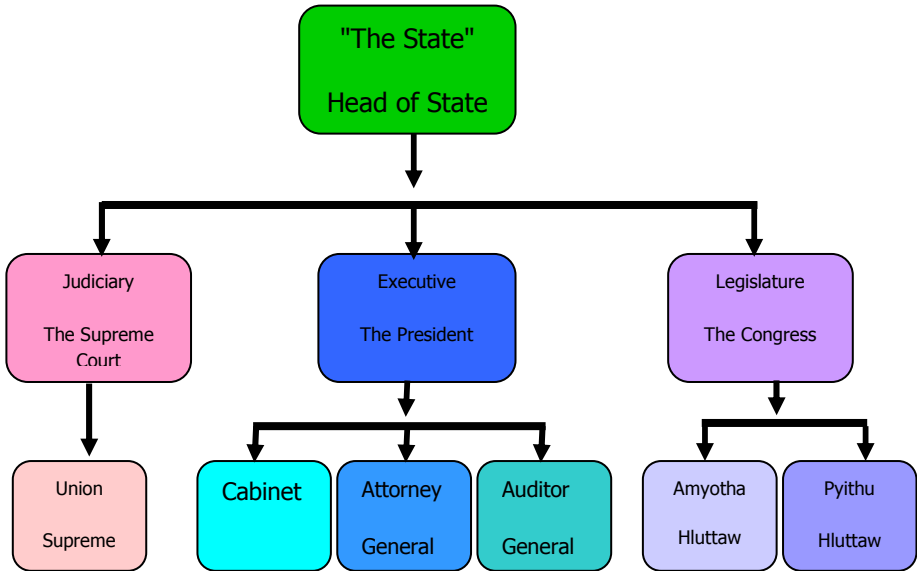 "The State"
Head of State
Judiciary
The Supreme
Court
Executive
The President
Legislature
The Congress
Union
Supreme
Cabinet
Attorney
General
Auditor
General
Amyotha
Hluttaw
Pyithu
Hluttaw